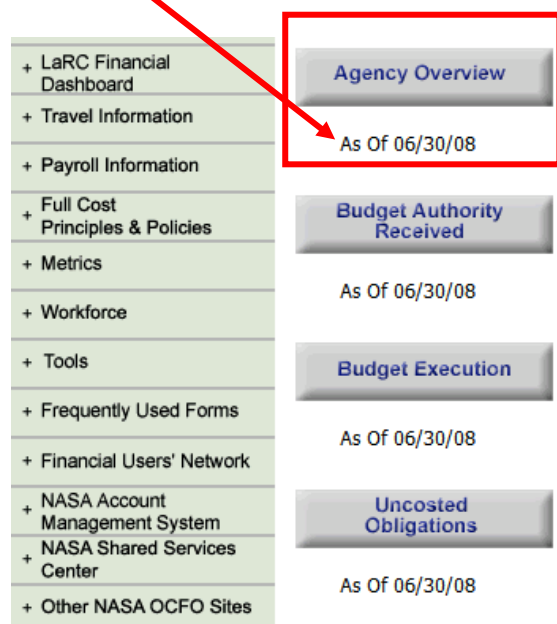 + LaRC Financial
Dashboard
+ Travel Information
+ Payroll Information
+ Full Cost
Principles & Policies
+ Metrics
+ Workforce
+ Tools
+ Frequently Used Forms
+ Financial Users' Network
+ NASA Account
Management System
+ NASA Shared Services
Center
+ Other NASA OCFO Sites
Agency Overview
As Of 06/30/08
Budget Authority
Received
As Of 06/30/08
Budget Execution
As Of 06/30/08
Uncosted
Obligations
As Of 06/30/08